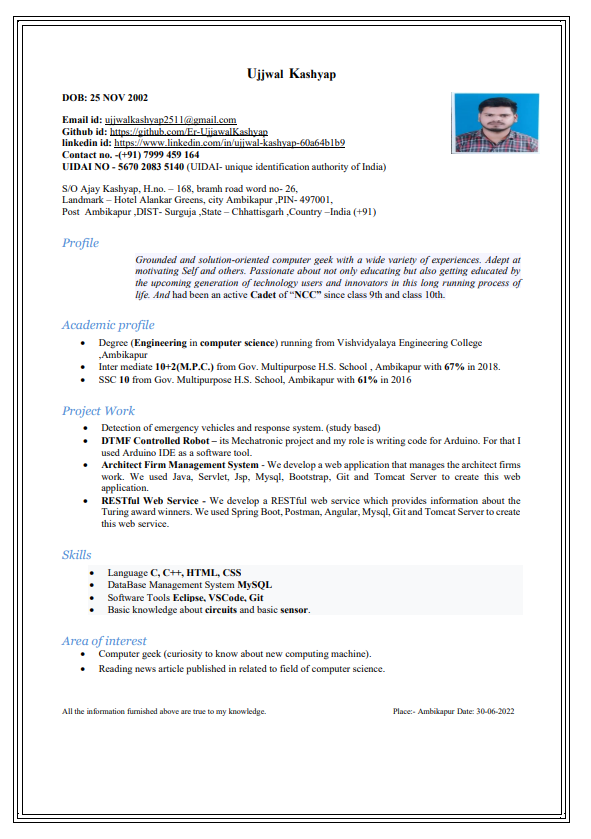 Ujjwal Kashyap
DOB: 25 NOV 2002
Email id: ujjwalkashyap2511@gmail.com
Github id: https://github.com/Er-UjjawalKashyap
linkedin id: https://www.linkedin.com/in/ujjwal-kashyap-60a64b1b9
Contact no. -(+91) 7999 459 164
UIDAI NO - 5670 2083 5140 (UIDAI- unique identification authority of India)
S/O Ajay Kashyap, H.no. – 168, bramh road word no- 26,
Landmark – Hotel Alankar Greens, city Ambikapur ,PIN- 497001,
Post Ambikapur ,DIST- Surguja ,State – Chhattisgarh ,Country –India (+91)
Profile
Grounded and solution-oriented computer geek with a wide variety of experiences. Adept at
motivating Self and others. Passionate about not only educating but also getting educated by
the upcoming generation of technology users and innovators in this long running process of
life. And had been an active Cadet of “NCC” since class 9th and class 10th.
Academic profile
• Degree (Engineering in computer science) running from Vishvidyalaya Engineering College
,Ambikapur
• Inter mediate 10+2(M.P.C.) from Gov. Multipurpose H.S. School , Ambikapur with 67% in 2018.
• SSC 10 from Gov. Multipurpose H.S. School, Ambikapur with 61% in 2016
Project Work
• Detection of emergency vehicles and response system. (study based)
• DTMF Controlled Robot – its Mechatronic project and my role is writing code for Arduino. For that I
used Arduino IDE as a software tool.
• Architect Firm Management System - We develop a web application that manages the architect firms
work. We used Java, Servlet, Jsp, Mysql, Bootstrap, Git and Tomcat Server to create this web
application.
• RESTful Web Service - We develop a RESTful web service which provides information about the
Turing award winners. We used Spring Boot, Postman, Angular, Mysql, Git and Tomcat Server to create
this web service.
Skills
• Language C, C++, HTML, CSS
• DataBase Management System MySQL
• Software Tools Eclipse, VSCode, Git
• Basic knowledge about circuits and basic sensor.
Area of interest
• Computer geek (curiosity to know about new computing machine).
• Reading news article published in related to field of computer science.
All the information furnished above are true to my knowledge. Place:- Ambikapur Date: 30-06-2022